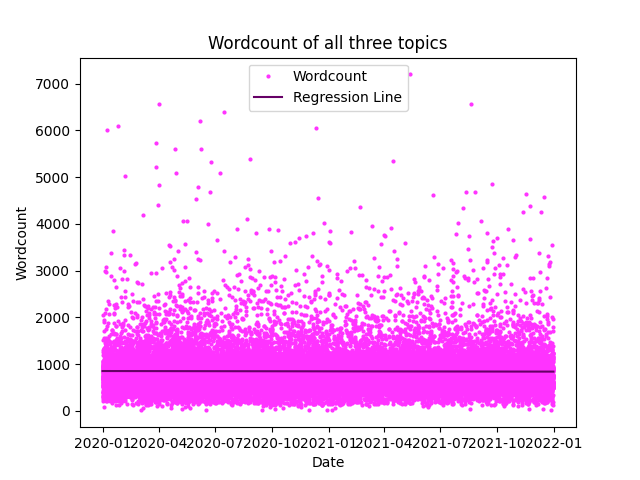 Wordcount of all three topics
Wordcount
Regression Line
7000
6000
5000
4000
3000
2000
1000
0
Wordcount
2020-01 2020-04 2020-07 2020-10 2021-01 2021-04 2021-07 2021-10 2022-01
Date